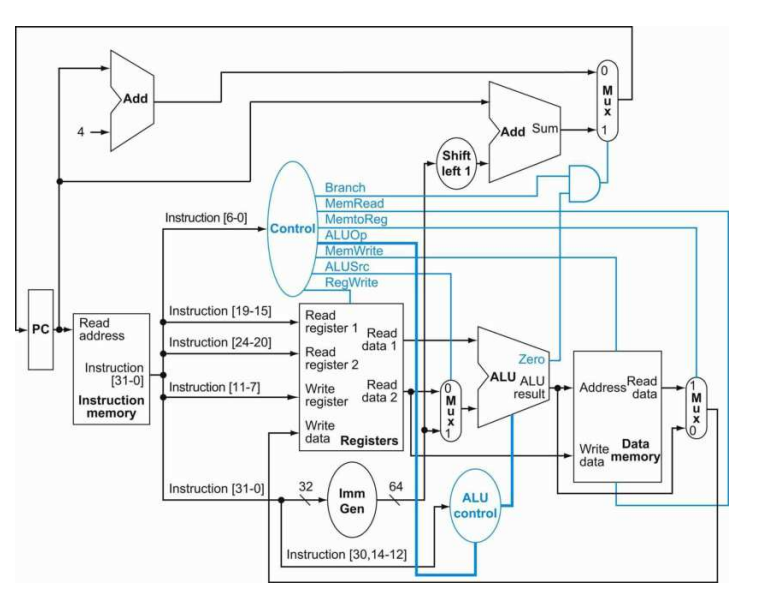 Add
4
Add Sum
Shift
left 1
0
M
u
x
1
Branch
MemRead
MemtoReg
ALUOp
MemWrite
ALUSrc
RegWrite
Control
Instruction [6-0]
PC
Read
address
Instruction
[31-0]
Instruction
memory
Instruction [19-15]
Instruction [24-20]
Instruction [11-7]
Instruction [31-0]
Read
register 1
Read
data 1
Read
register 2
Write
register
Read
data 2
Write
data
Registers
0
M
u
x
1
Zero
ALU
ALU
result
Address
Read
data
Write
data
Data
memory
1
M
u
x
0
32
Imm
Gen
64
ALU
control
Instruction [30,14-12]